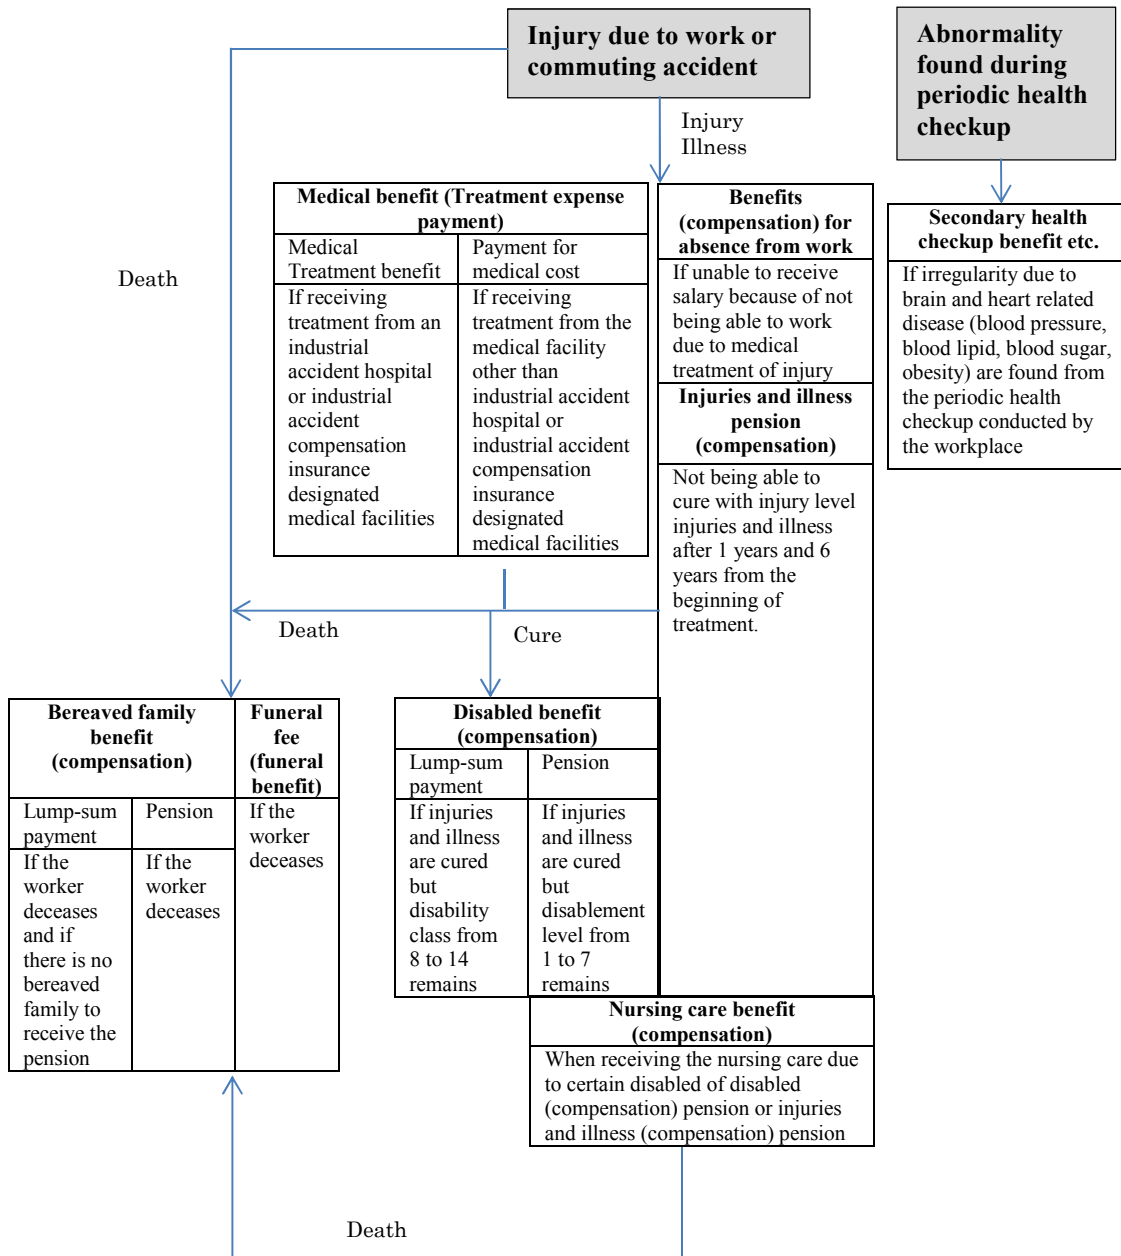 Injury due to work or
commuting accident
Abnormality
found during
periodic health
checkup
Injury
Illness
Death
Medical benefit (Treatment expense
payment)
Medical
Treatment benefit
Payment for
medical cost
If receiving
treatment from an
industrial
accident hospital
or industrial
accident
compensation
insurance
designated
medical facilities
If receiving
treatment from the
medical facility
other than
industrial accident
hospital or
industrial accident
compensation
insurance
designated
medical facilities
Benefits
(compensation) for
absence from work
If unable to receive
salary because of not
being able to work
due to medical
treatment of injury
Injuries and illness
pension
(compensation)
Not being able to
cure with injury level
injuries and illness
after 1 years and 6
years from the
beginning of
treatment.
Secondary health
checkup benefit etc.
If irregularity due to
brain and heart related
disease (blood pressure,
blood lipid, blood sugar,
obesity) are found from
the periodic health
checkup conducted by
the workplace
Death
Cure
Bereaved family
benefit
(compensation)
Funeral
fee
(funeral
benefit)
Lump-sum
payment
Pension
If the
worker
deceases
If the
worker
deceases
and if
there is no
bereaved
family to
receive the
pension
If the
worker
deceases
Disabled benefit
(compensation)
Lump-sum
payment
Pension
If injuries
and illness
are cured
but
disability
class from
8 to 14
remains
If injuries
and illness
are cured
but
disablement
level from
1 to 7
remains
Nursing care benefit
(compensation)
When receiving the nursing care due
to certain disabled of disabled
(compensation) pension or injuries
and illness (compensation) pension
Death